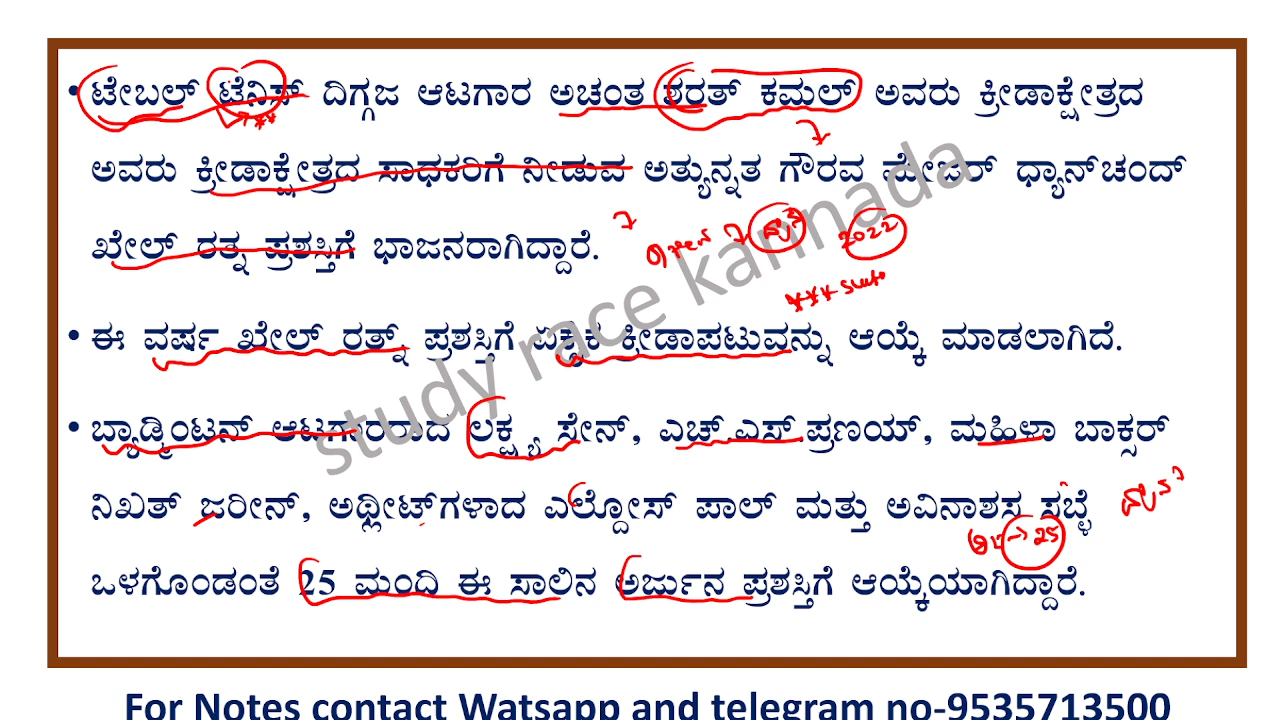 • ಟೇಬಲ್ ಟೆನಿಸ್ ದಿಗ್ಗಜ ಆಟಗಾರ ಅಚಂತ ಶರತ್ ಕಮಲ್ ಅವರು ಕ್ರೀಡಾಕ್ಷೇತ್ರದ
ಅವರು ಕ್ರೀಡಾಕ್ಷೇತ್ರದ ಸಾಧಕರಿಗೆ ನೀಡುವ ಅತ್ಯುನ್ನತ ಗೌರವ ಮೇಜರ್ ಧ್ಯಾನ್‌ಚಂದ್
ಖೇಲ್ ರತ್ನ ಪ್ರಶಸ್ತಿಗೆ ಭಾಜನರಾಗಿದ್ದಾರೆ.
2022
• ಈ ವರ್ಷ ಖೇಲ್ ರತ್ನ್ ಪ್ರಶಸ್ತಿಗೆ ಏಕೈಕ ಕ್ರೀಡಾಪಟುವನ್ನು ಆಯ್ಕೆ ಮಾಡಲಾಗಿದೆ.
• ಬ್ಯಾಡ್ಮಿಂಟನ್ ಆಟಗಾರರಾದ ಲಕ್ಷ್ಯ ಸೇನ್, ಎಚ್.ಎಸ್.ಪ್ರಣಯ್, ಮಹಿಳಾ ಬಾಕ್ಸರ್
ನಿಖತ್ ಜರೀನ್, ಅಥ್ಲೀಟ್‌ಗಳಾದ ಎಲ್ದೋಸ್ ಪಾಲ್ ಮತ್ತು ಅವಿನಾಶಸ ಸಬ್ಳೆ
25
ಒಳಗೊಂಡಂತೆ 25 ಮಂದಿ ಈ ಸಾಲಿನ ಅರ್ಜುನ ಪ್ರಶಸ್ತಿಗೆ ಆಯ್ಕೆಯಾಗಿದ್ದಾರೆ.
study race kannada
For Notes contact Watsapp and telegram no-9535713500